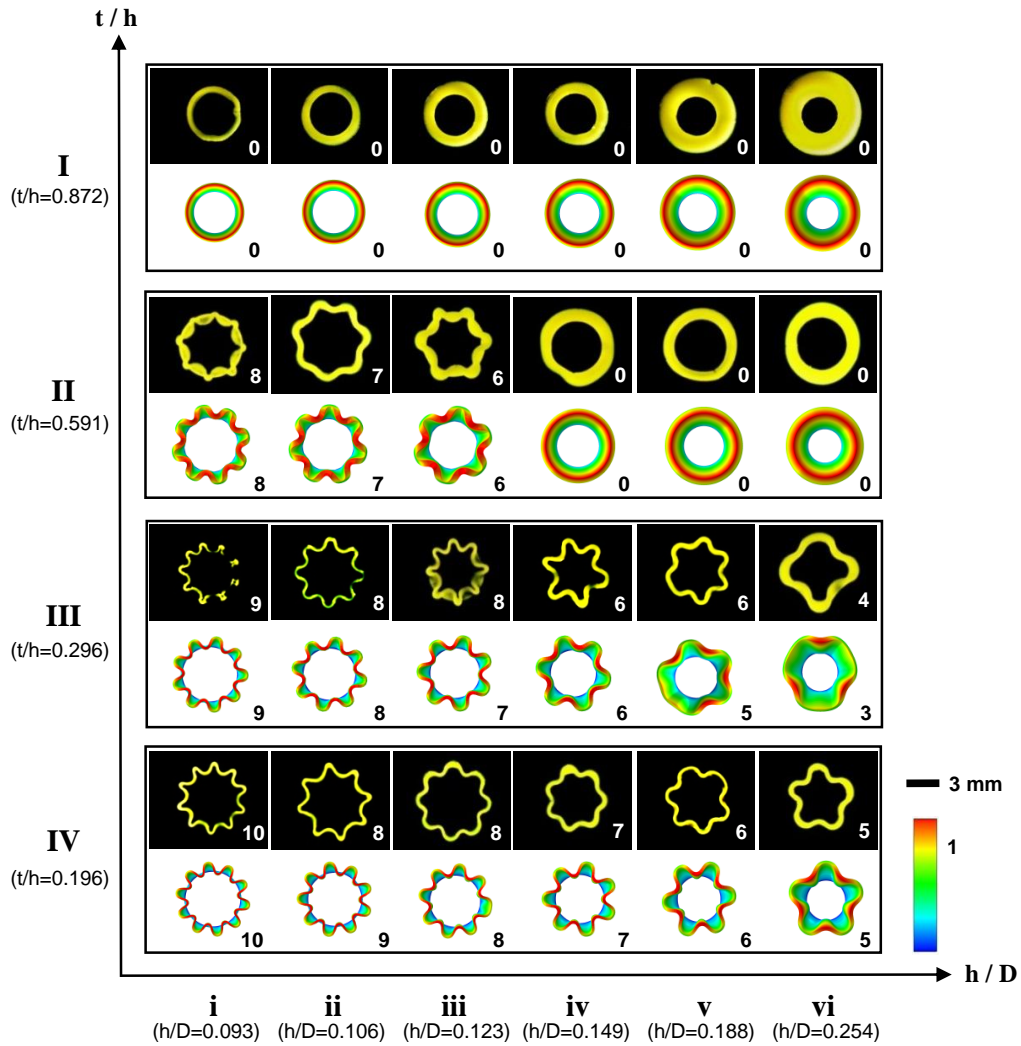 t / h
0 0 0 0 0 0
I
(t/h=0.872)
0 0 0 0 0 0
8 7 6 0 0 0
II
(t/h=0.591)
8 7 6 0 0 0
9 8 8 6 6 4
III
(t/h=0.296)
9 8 7 6 5 3
3 mm
10 8 8 7 6 5
IV
1
(t/h=0.196)
10 9 8 7 6 5
h / D
i ii iii iv v vi
(h/D=0.093) (h/D=0.106) (h/D=0.123) (h/D=0.149) (h/D=0.188) (h/D=0.254)